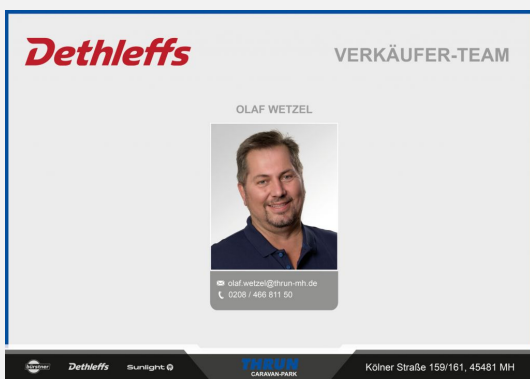 Dethleffs
VERKÄUFER-TEAM
OLAF WETZEL
olaf.wetzel@thrun-mh.de
0208 / 466 811 50
bürstner
Dethleffs
Sunlight
THRUN
CARAVAN-PARK
Kölner Straße 159/161, 45481 MH